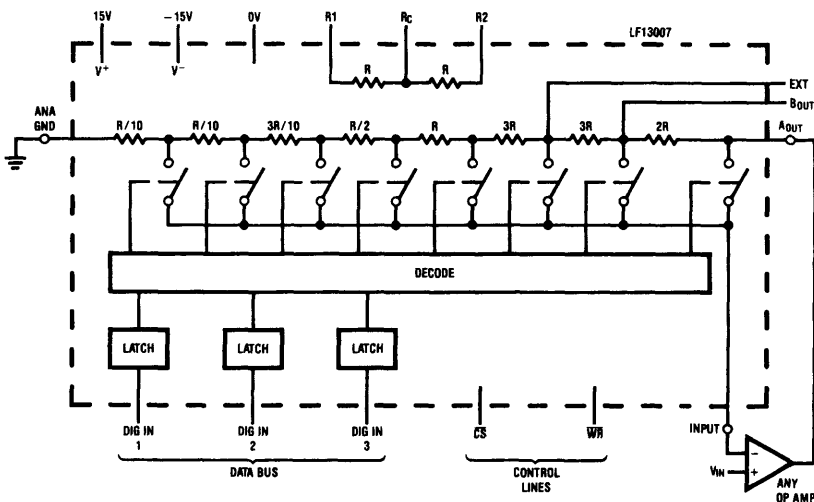 15V
-15V
0V
R1
RC
R2
LF13007
V+
V-
R
R
EXT
BOUT
ANA
GND
R/10
R/10
3R/10
R/2
R
3R
3R
2R
AOUT
DECODE
LATCH
LATCH
LATCH
DIG IN
1
DIG IN
2
DIG IN
3
CS
WR
INPUT
DATA BUS
CONTROL
LINES
VIN
-
+
ANY
OP AMP